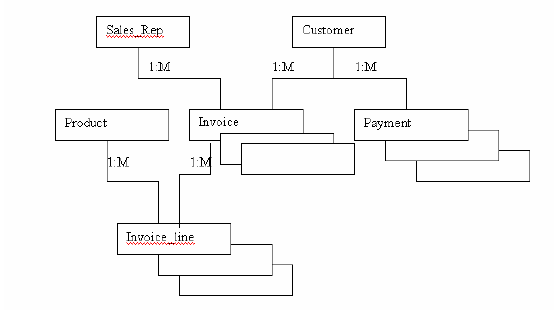 Sales_Rep
Customer
1:M
1:M
1:M
Product
Invoice
Payment
1:M
1:M
Invoice_line